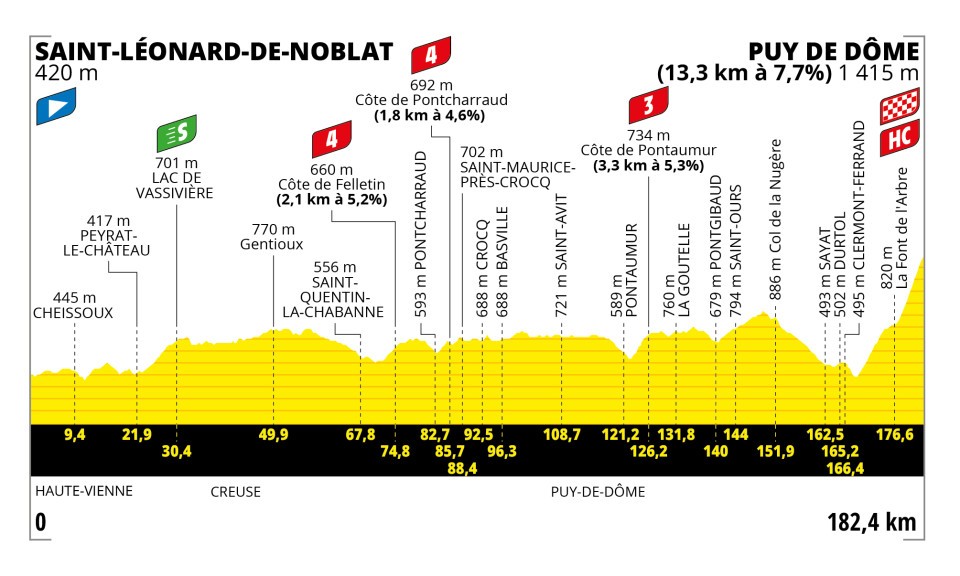 SAINT-LÉONARD-DE-NOBLAT
420 m
PUY DE DÔME
(13,3 km à 7,7%) 1 415 m
HC
445 m
CHEISSOUX
417 m
PEYRAT-
LE-CHÂTEAU
S
701 m
LAC DE
VASSIVIÈRE
770 m
Gentioux
556 m
SAINT-
QUENTIN-
LA-CHABANNE
4
660 m
Côte de Felletin
(2,1 km à 5,2%)
593 m PONTCHARRAUD
4
692 m
Côte de Pontcharraud
(1,8 km à 4,6%)
702 m
SAINT-MAURICE-
PRÈS-CROCQ
688 m CROCQ
688 m BASVILLE
721 m SAINT-AVIT
589 m
PONTAUMUR
3
734 m
Côte de Pontaumur
(3,3 km à 5,3%)
760 m
LA GOUTELLE
679 m PONTGIBAUD
794 m SAINT-OURS
886 m Col de la Nugère
493 m SAYAT
502 m DURTOL
495 m CLERMONT-FERRAND
820 m
La Font de l'Arbre
9,4
21,9
30,4
49,9
67,8
74,8
82,7
85,7
88,4
92,5
96,3
108,7
121,2
126,2
131,8
140
144
151,9
162,5
165,2
166,4
176,6
HAUTE-VIENNE
CREUSE
PUY-DE-DÔME
0
182,4 km